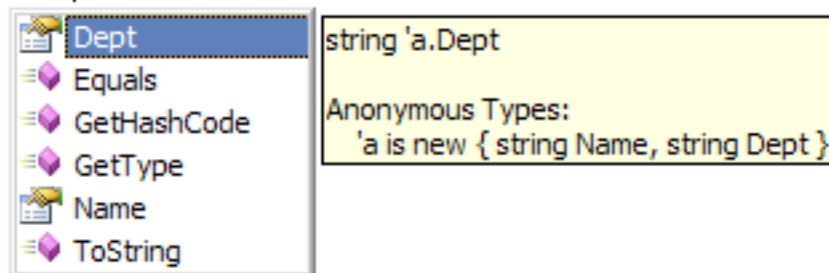 Dept
Equals
GetHashCode
GetType
Name
ToString
string 'a.Dept
Anonymous Types:
'a is new { string Name, string Dept }